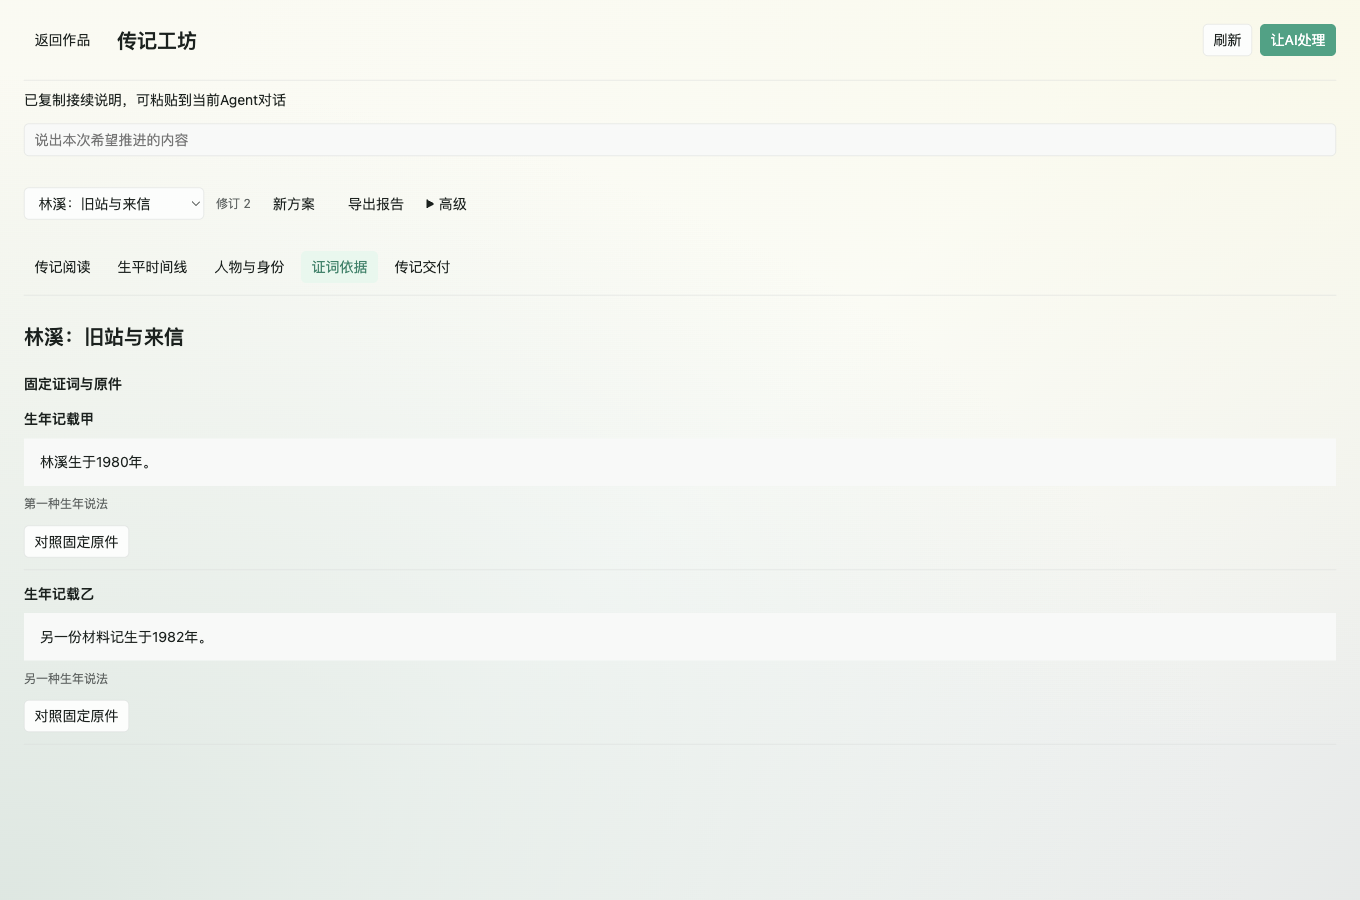 返回作品 传记工坊 刷新 让AI处理
已复制接续说明，可粘贴到当前Agent对话
说出本次希望推进的内容
林溪：旧站与来信 修订 2 新方案 导出报告 ▶ 高级
传记阅读 生平时间线 人物与身份 证词依据 传记交付
林溪：旧站与来信
固定证词与原件
生年记载甲
林溪生于1980年。
第一种生年说法
对照固定原件
生年记载乙
另一份材料记生于1982年。
另一种生年说法
对照固定原件